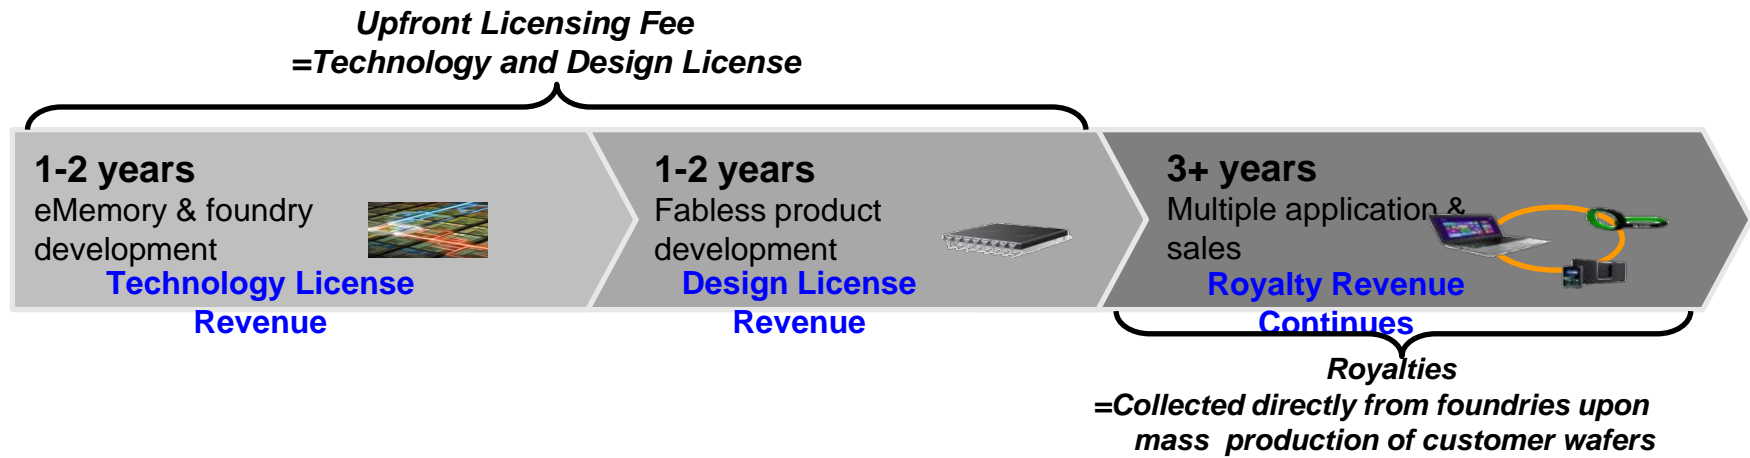 Upfront Licensing Fee
=Technology and Design License
1-2 years
eMemory & foundry
development
Technology License
Revenue
1-2 years
Fabless product
development
Design License
Revenue
3+ years
Multiple application &
sales
Royalty Revenue
Continues
Royalties
=Collected directly from foundries upon
mass production of customer wafers